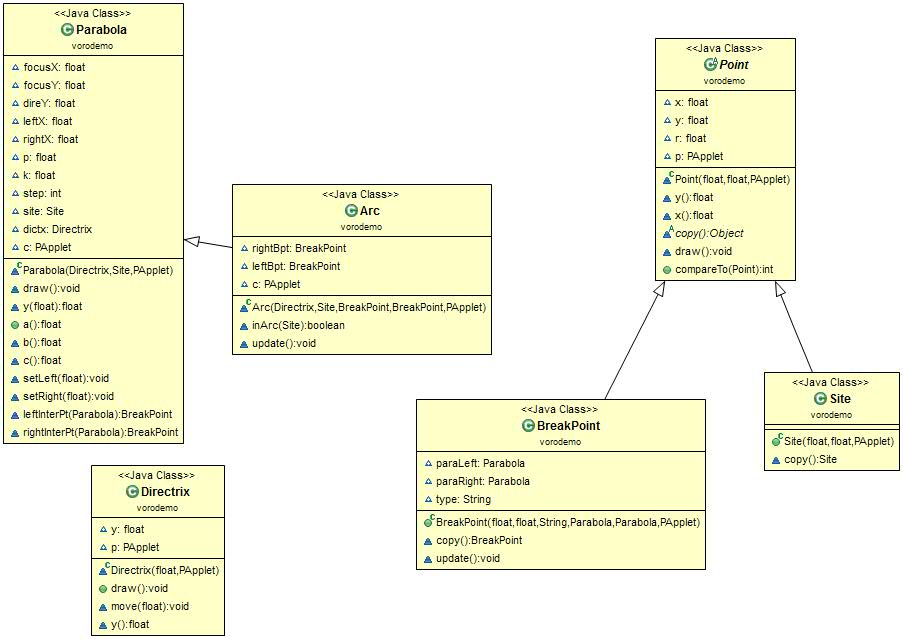 <<Java Class>>
Parabola
vorodemo
focusX: float
focusY: float
direY: float
leftX: float
rightX: float
p: float
k: float
step: int
site: Site
dictx: Directrix
c: PApplet
Parabola(Directrix,Site,PApplet)
draw():void
y(float):float
a():float
b():float
c():float
setLeft(float):void
setRight(float):void
leftInterPt(Parabola):BreakPoint
rightInterPt(Parabola):BreakPoint
<<Java Class>>
Arc
vorodemo
rightBpt: BreakPoint
leftBpt: BreakPoint
c: PApplet
Arc(Directrix,Site,BreakPoint,BreakPoint,PApplet)
inArc(Site):boolean
update():void
<<Java Class>>
Point
vorodemo
x: float
y: float
r: float
p: PApplet
Point(float,float,PApplet)
y():float
x():float
copy():Object
draw():void
compareTo(Point):int
<<Java Class>>
BreakPoint
vorodemo
paraLeft: Parabola
paraRight: Parabola
type: String
BreakPoint(float,float,String,Parabola,Parabola,PApplet)
copy():BreakPoint
update():void
<<Java Class>>
Site
vorodemo
Site(float,float,PApplet)
copy():Site
<<Java Class>>
Directrix
vorodemo
y: float
p: PApplet
Directrix(float,PApplet)
draw():void
move(float):void
y():float